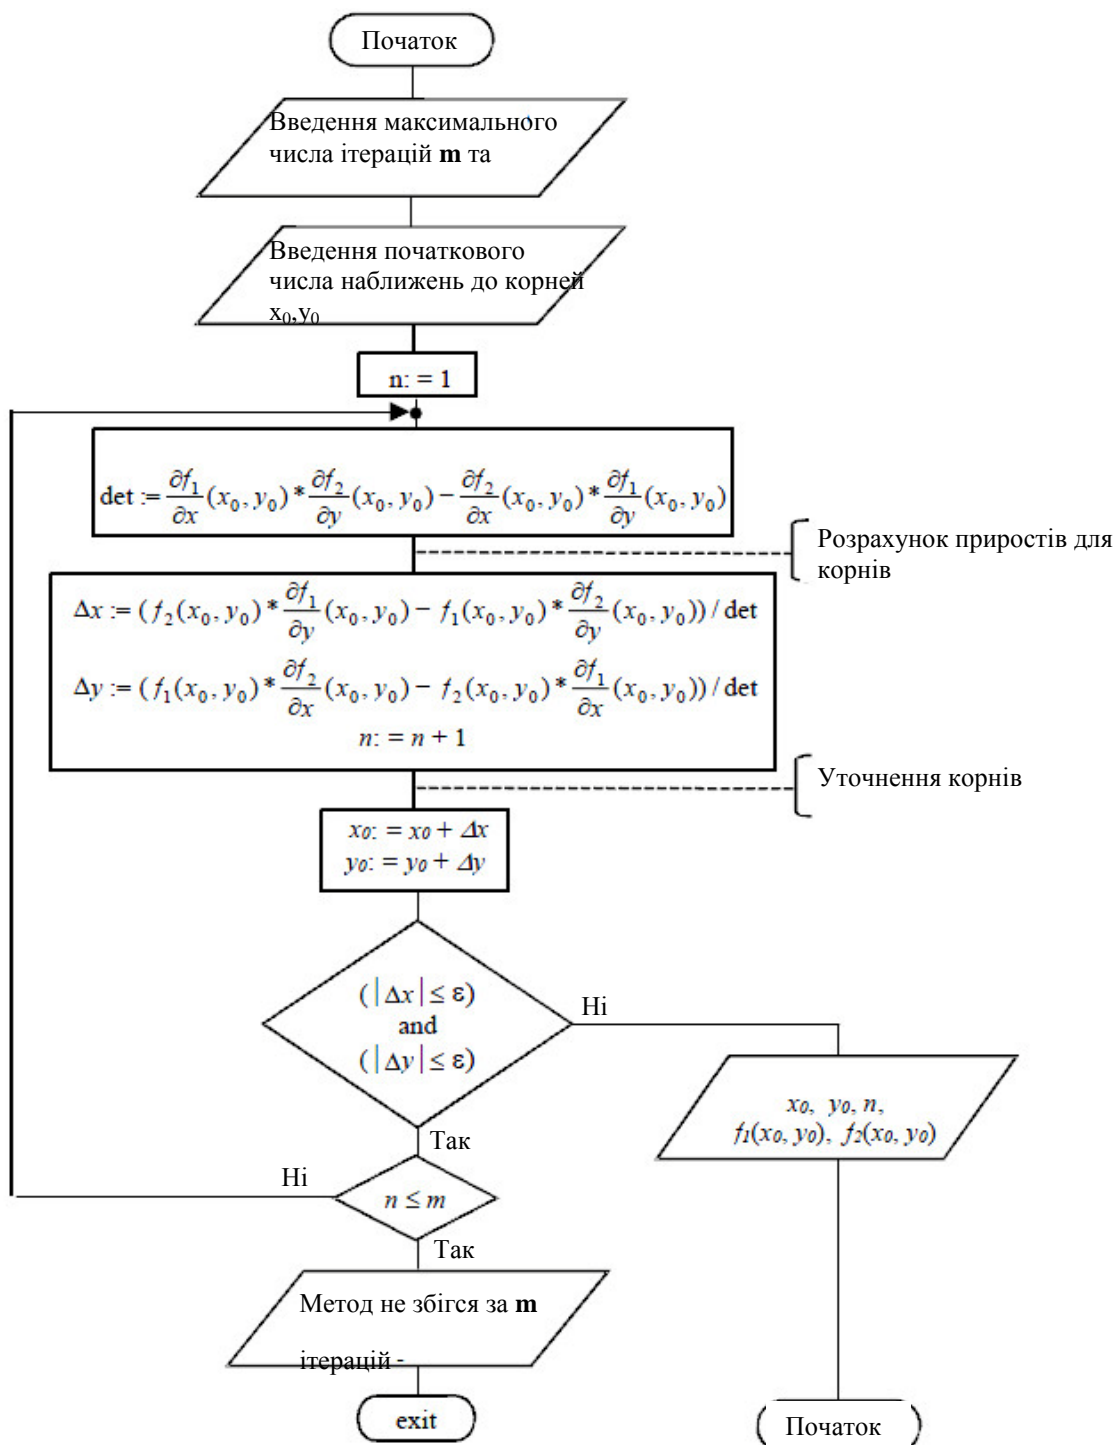 Початок
Введення максимального
числа ітерацій m та
Введення початкового
числа наближень до корней
x₀,y₀
n: = 1
det := ∂f₁/∂x (x₀, y₀) * ∂f₂/∂y (x₀, y₀) − ∂f₂/∂x (x₀, y₀) * ∂f₁/∂y (x₀, y₀)
Розрахунок приростів для
корнів
Δx := (f₂(x₀, y₀) * ∂f₁/∂y (x₀, y₀) − f₁(x₀, y₀) * ∂f₂/∂y (x₀, y₀)) / det
Δy := (f₁(x₀, y₀) * ∂f₂/∂x (x₀, y₀) − f₂(x₀, y₀) * ∂f₁/∂x (x₀, y₀)) / det
n: = n + 1
Уточнення корнів
x₀: = x₀ + Δx
y₀: = y₀ + Δy
(|Δx| ≤ ε)
and
(|Δy| ≤ ε)
Ні
x₀, y₀, n,
f₁(x₀, y₀), f₂(x₀, y₀)
Так
Ні
n ≤ m
Так
Метод не збігся за m
ітерацій -
exit
Початок